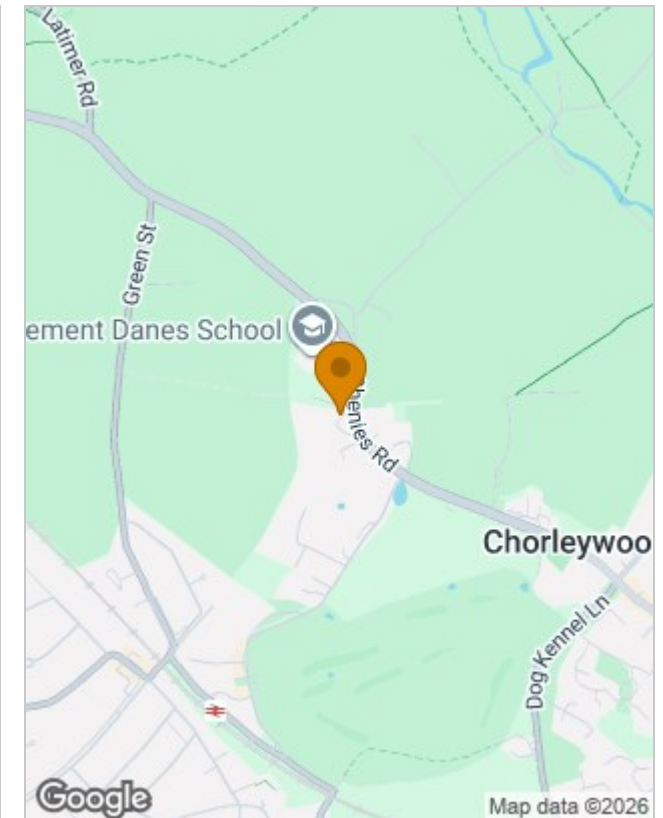 Latimer Rd
Green St
ement Danes School
henies Rd
Chorleywoo
Dog Kennel Ln
Google
Map data ©2026